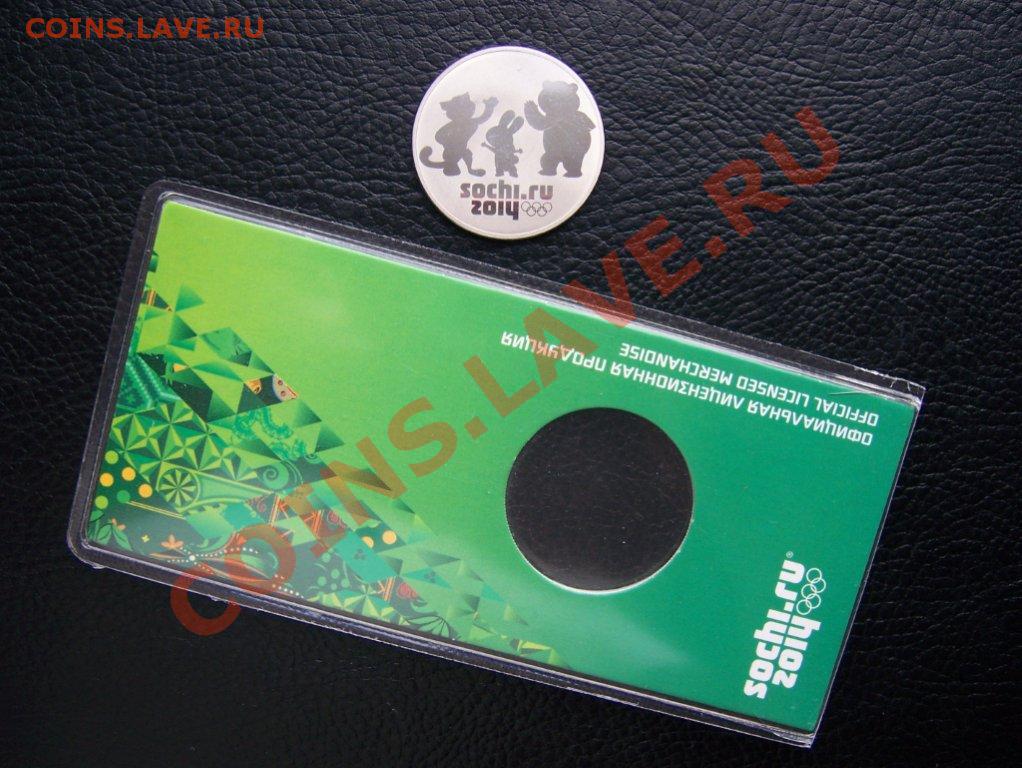 COINS.LAVE.RU
sochi.ru
2014
COINS.LAVE.RU
ОФИЦИАЛЬНАЯ ЛИЦЕНЗИОННАЯ ПРОДУКЦИЯ
OFFICIAL LICENSED MERCHANDISE
sochi.ru®
2014